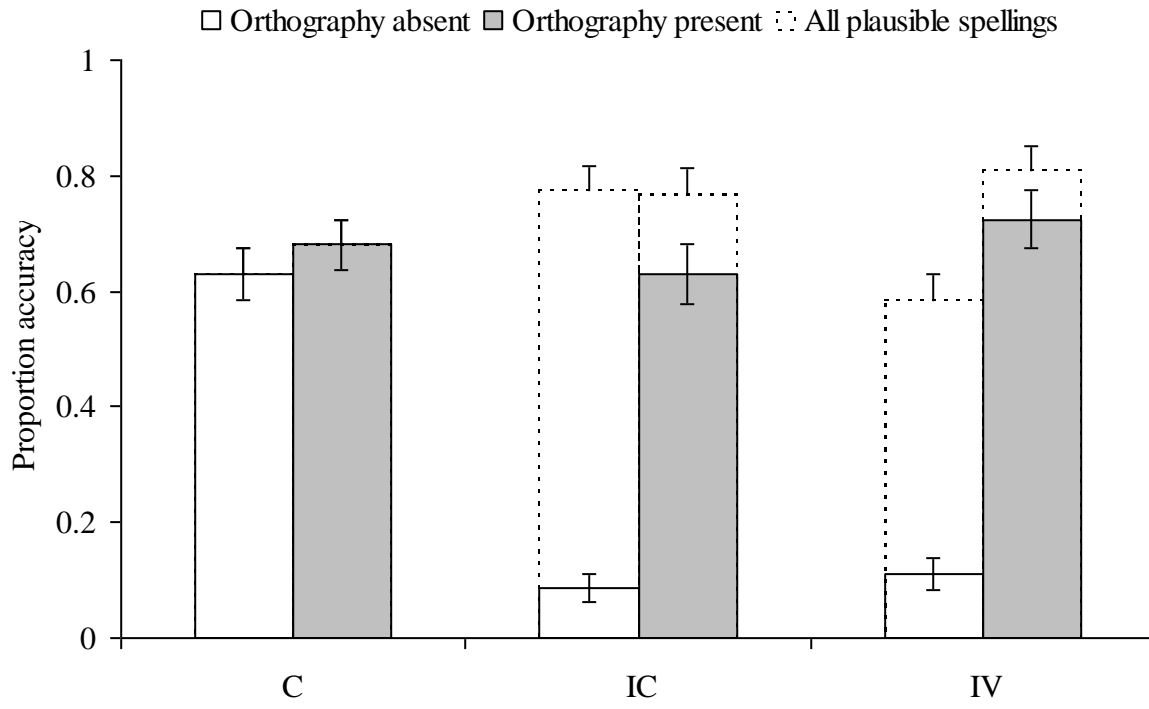 Orthography absent Orthography present All plausible spellings
1
0.8
0.6
0.4
0.2
0
Proportion accuracy
C IC IV